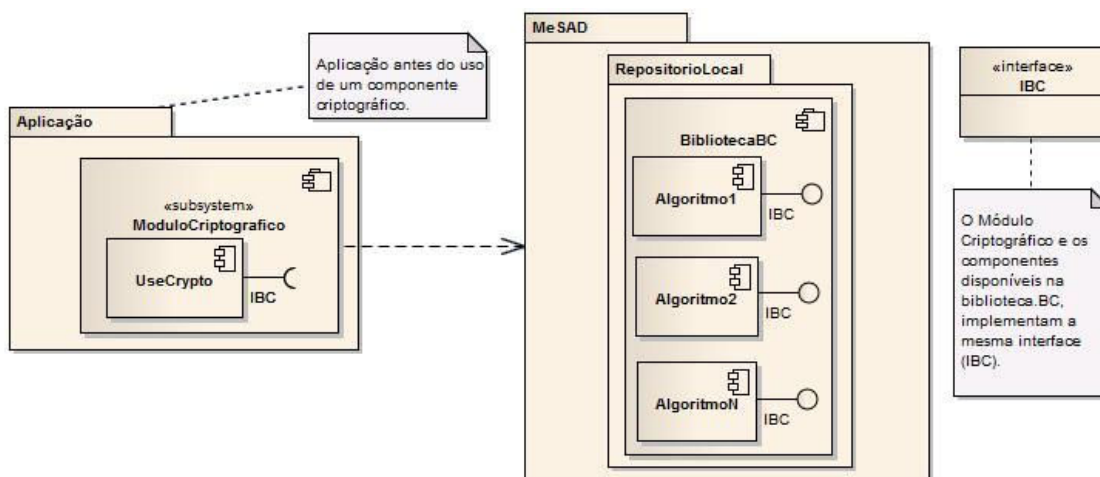 Aplicação
Aplicação antes do uso
de um componente
criptográfico.
«subsystem»
ModuloCriptografico
UseCrypto
IBC
MeSAD
RepositorioLocal
BibliotecaBC
Algoritmo1
IBC
Algoritmo2
IBC
AlgoritmoN
IBC
«interface»
IBC
O Módulo
Criptográfico e os
componentes
disponíveis na
biblioteca.BC,
implementam a
mesma interface
(IBC).